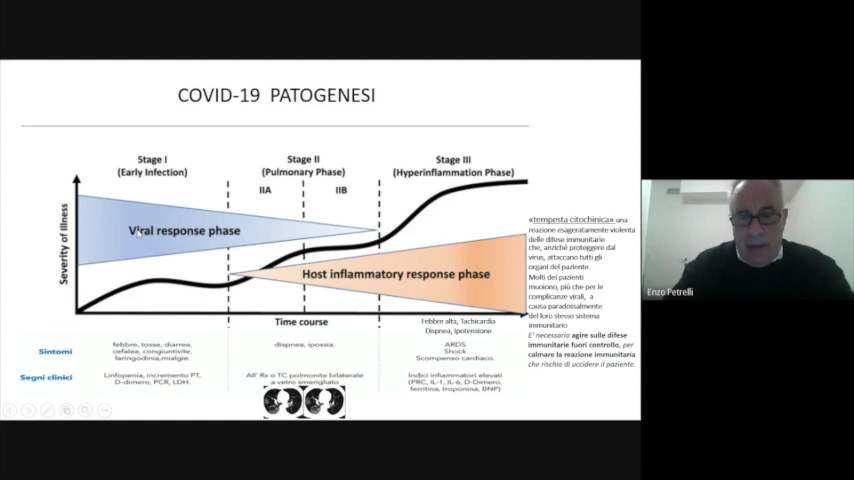 COVID-19 PATOGENESI
Stage I
(Early Infection)
Stage II
(Pulmonary Phase)
Stage III
(Hyperinflammation Phase)
IIA
IIB
Severity of Illness
Viral response phase
Host inflammatory response phase
Time course
«tempesta citochinica» una
reazione esageratamente violenta
delle difese immunitarie
che, anziché proteggere dal
virus, attaccano tutti gli
organi del paziente.
Molti dei pazienti
muoiono, più che per le
complicanze virali, a
causa paradossalmente
del loro stesso sistema
immunitario
E' necessario agire sulle difese
immunitarie fuori controllo, per
calmare la reazione immunitaria
che rischia di uccidere il paziente.
Febbre alta, Tachicardia
Dispnea, Ipotensione
Sintomi
febbre, tosse, diarrea,
cefalea, congiuntivite,
faringodinia,mialgie.
dispnea, ipossia.
ARDS
Shock
Scompenso cardiaco.
Segni clinici
Linfopenia, incremento PT,
D-dimero, PCR, LDH.
All' Rx o TC polmonite bilaterale
a vetro smerigliato
Indici infiammatori elevati
(PRC, IL-1, IL-6, D-Dimero,
ferritina, troponina, BNP)
Enzo Petrelli